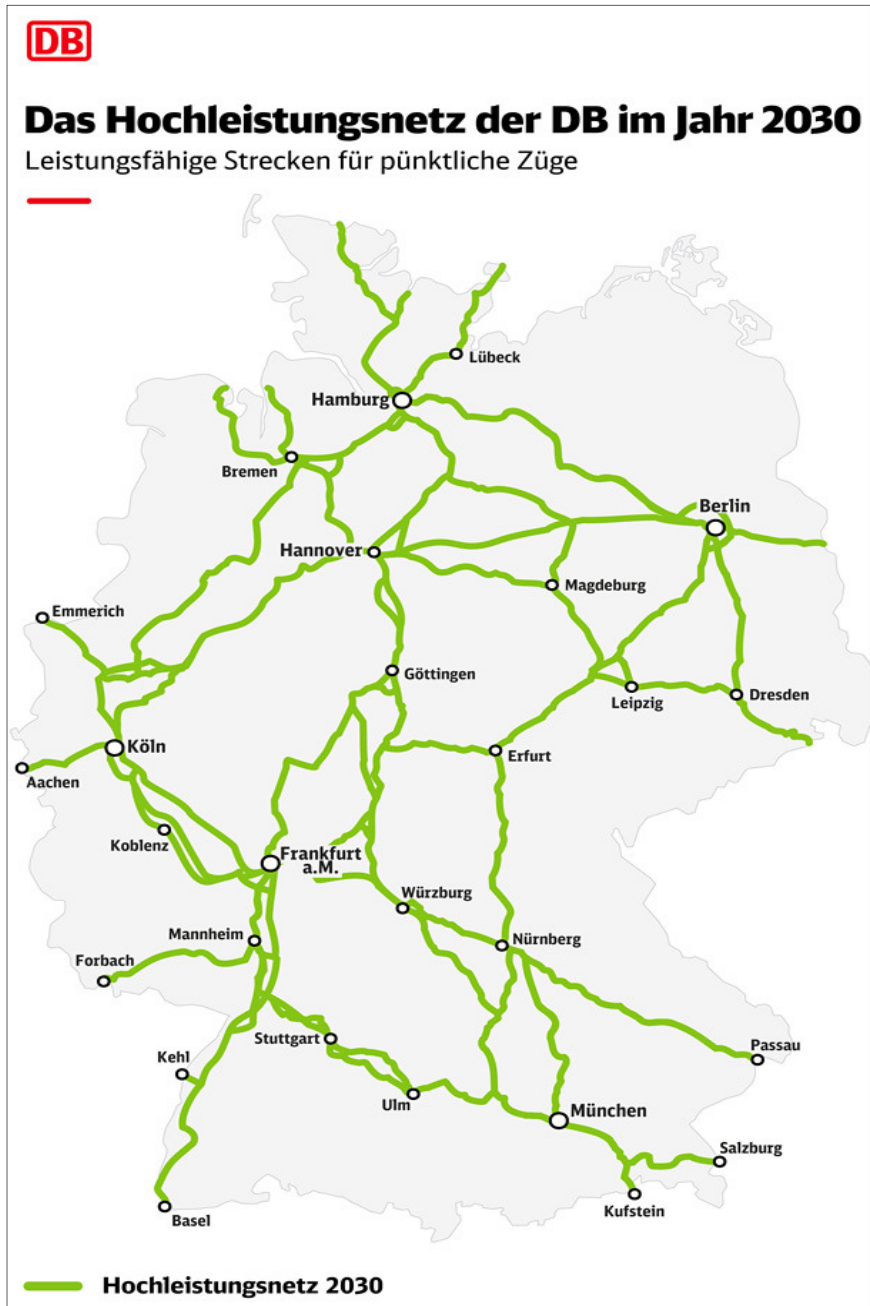 DB
Das Hochleistungsnetz der DB im Jahr 2030
Leistungsfähige Strecken für pünktliche Züge
Lübeck
Hamburg
Bremen
Berlin
Hannover
Magdeburg
Emmerich
Göttingen
Leipzig
Dresden
Köln
Erfurt
Aachen
Koblenz
Frankfurt
a.M.
Würzburg
Mannheim
Nürnberg
Forbach
Stuttgart
Kehl
Passau
Ulm
München
Salzburg
Basel
Kufstein
Hochleistungsnetz 2030